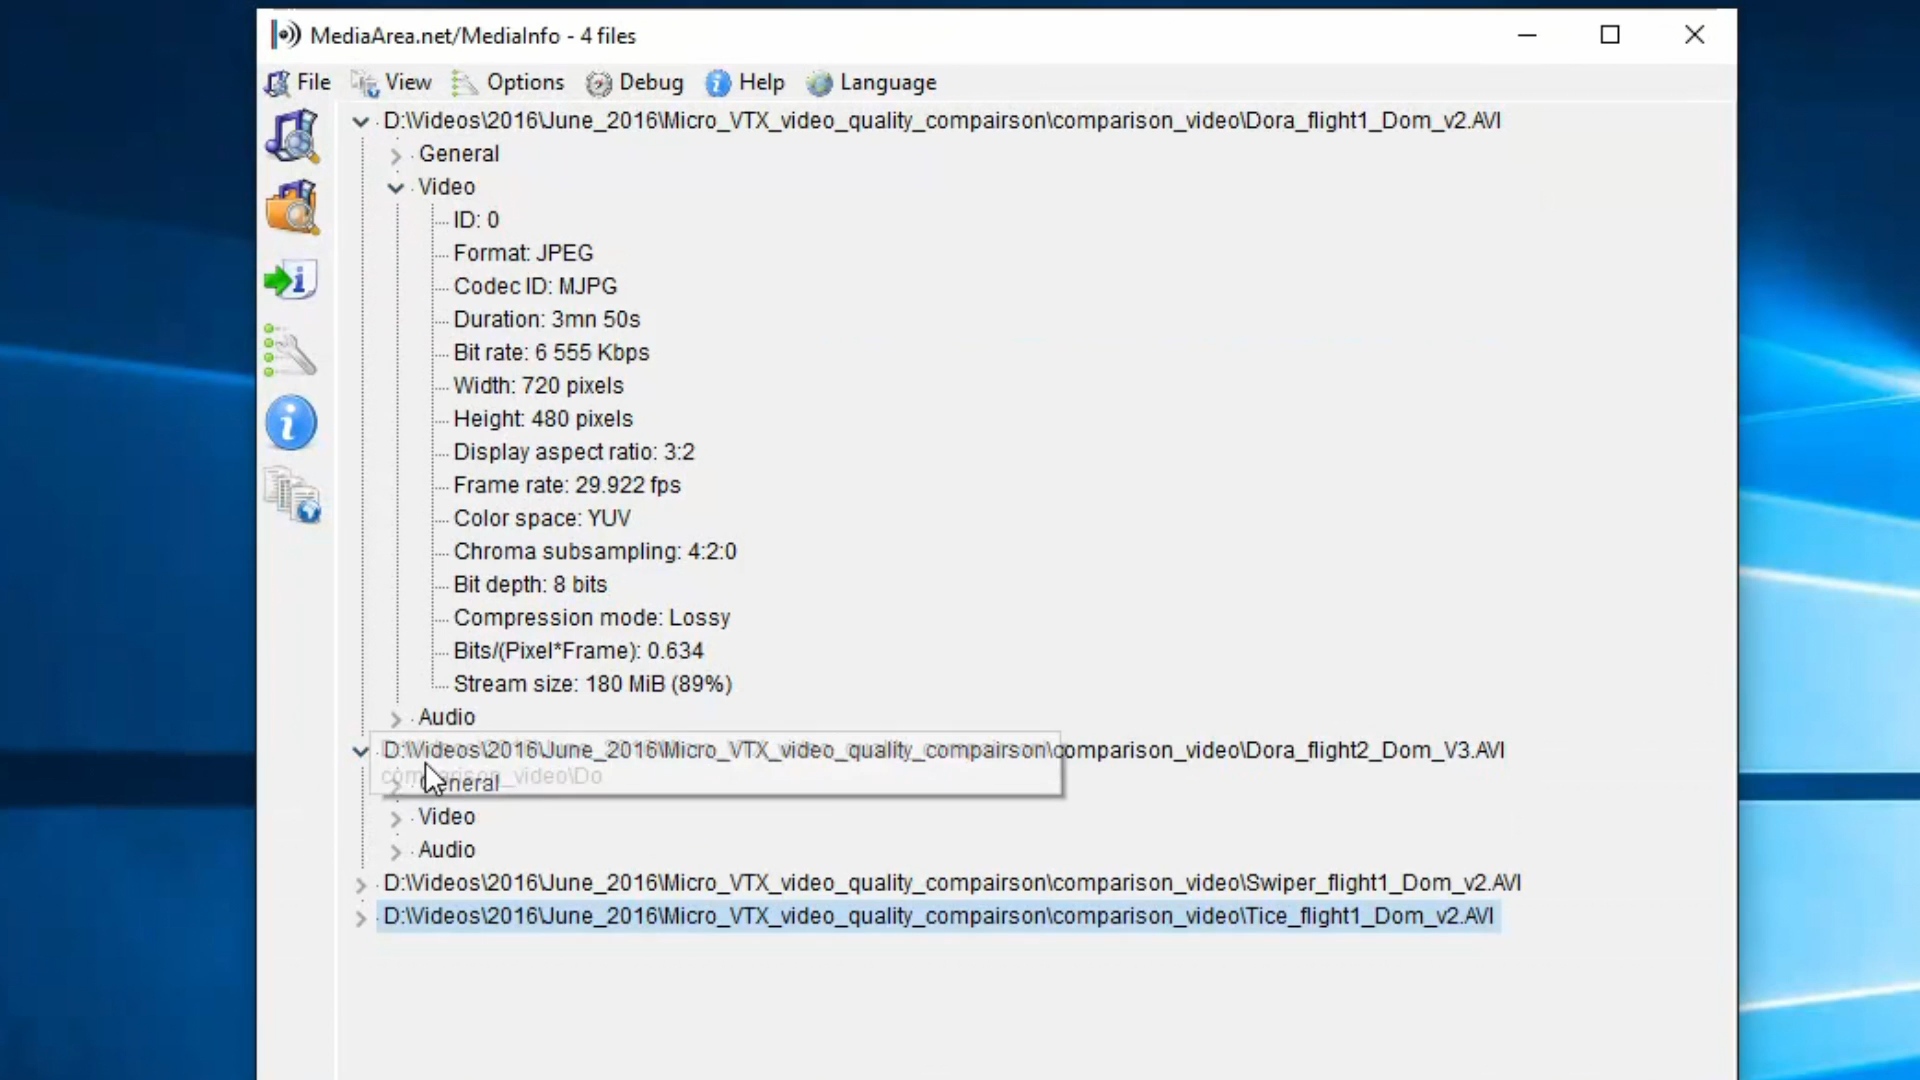 MediaArea.net/MediaInfo - 4 files
File View Options Debug Help Language
D:\Videos\2016\June_2016\Micro_VTX_video_quality_compairson\comparison_video\Dora_flight1_Dom_v2.AVI
General
Video
ID: 0
Format: JPEG
Codec ID: MJPG
Duration: 3mn 50s
Bit rate: 6 555 Kbps
Width: 720 pixels
Height: 480 pixels
Display aspect ratio: 3:2
Frame rate: 29.922 fps
Color space: YUV
Chroma subsampling: 4:2:0
Bit depth: 8 bits
Compression mode: Lossy
Bits/(Pixel*Frame): 0.634
Stream size: 180 MiB (89%)
Audio
D:\Videos\2016\June_2016\Micro_VTX_video_quality_compairson\comparison_video\Dora_flight2_Dom_V3.AVI
comparison_video\Do
General
Video
Audio
D:\Videos\2016\June_2016\Micro_VTX_video_quality_compairson\comparison_video\Swiper_flight1_Dom_v2.AVI
D:\Videos\2016\June_2016\Micro_VTX_video_quality_compairson\comparison_video\Tice_flight1_Dom_v2.AVI